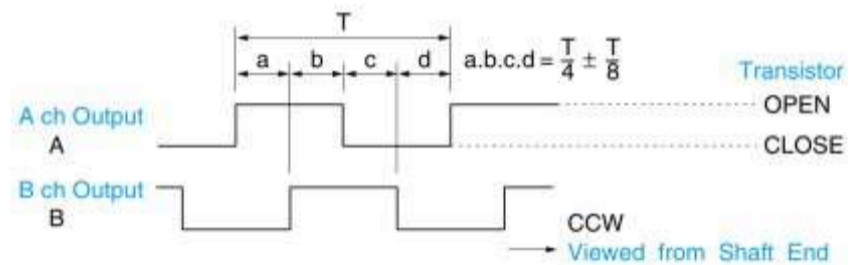 T
a b c d a.b.c.d = T/4 ± T/8
Transistor
A ch Output OPEN
A CLOSE
B ch Output
B
CCW
Viewed from Shaft End